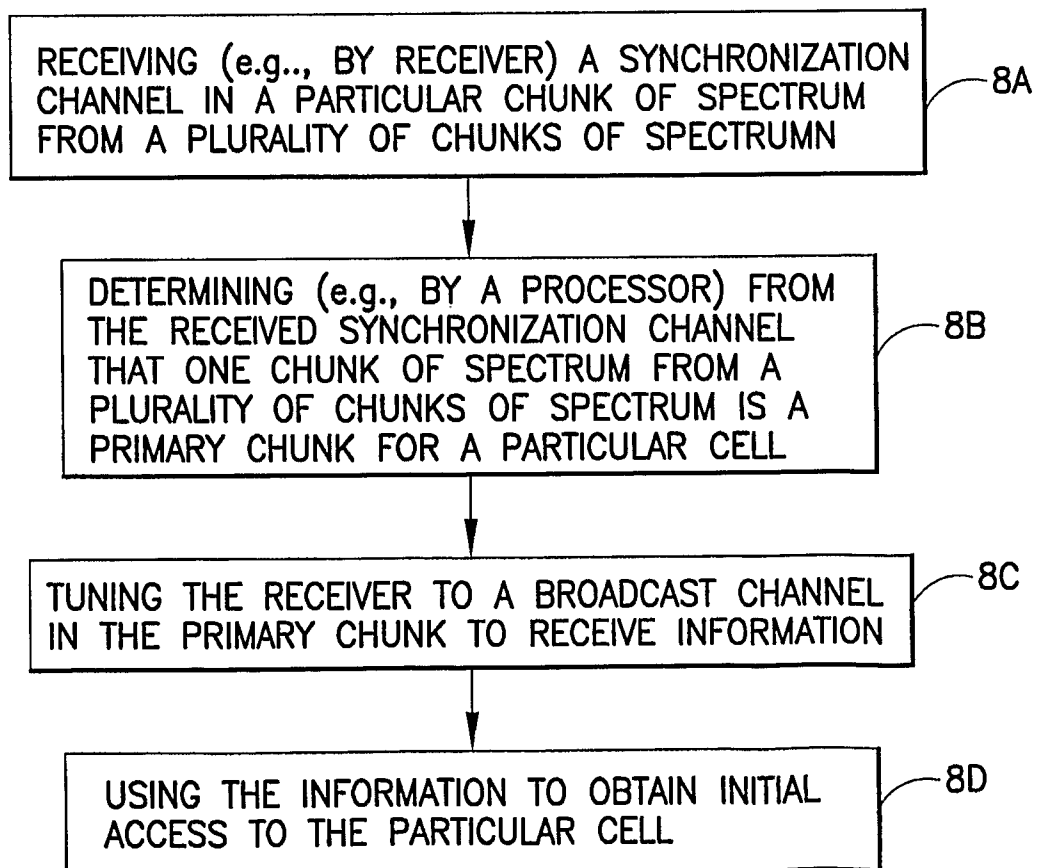 RECEIVING (e.g.., BY RECEIVER) A SYNCHRONIZATION
CHANNEL IN A PARTICULAR CHUNK OF SPECTRUM
FROM A PLURALITY OF CHUNKS OF SPECTRUMN
8A
DETERMINING (e.g., BY A PROCESSOR) FROM
THE RECEIVED SYNCHRONIZATION CHANNEL
THAT ONE CHUNK OF SPECTRUM FROM A
PLURALITY OF CHUNKS OF SPECTRUM IS A
PRIMARY CHUNK FOR A PARTICULAR CELL
8B
TUNING THE RECEIVER TO A BROADCAST CHANNEL
IN THE PRIMARY CHUNK TO RECEIVE INFORMATION
8C
USING THE INFORMATION TO OBTAIN INITIAL
ACCESS TO THE PARTICULAR CELL
8D